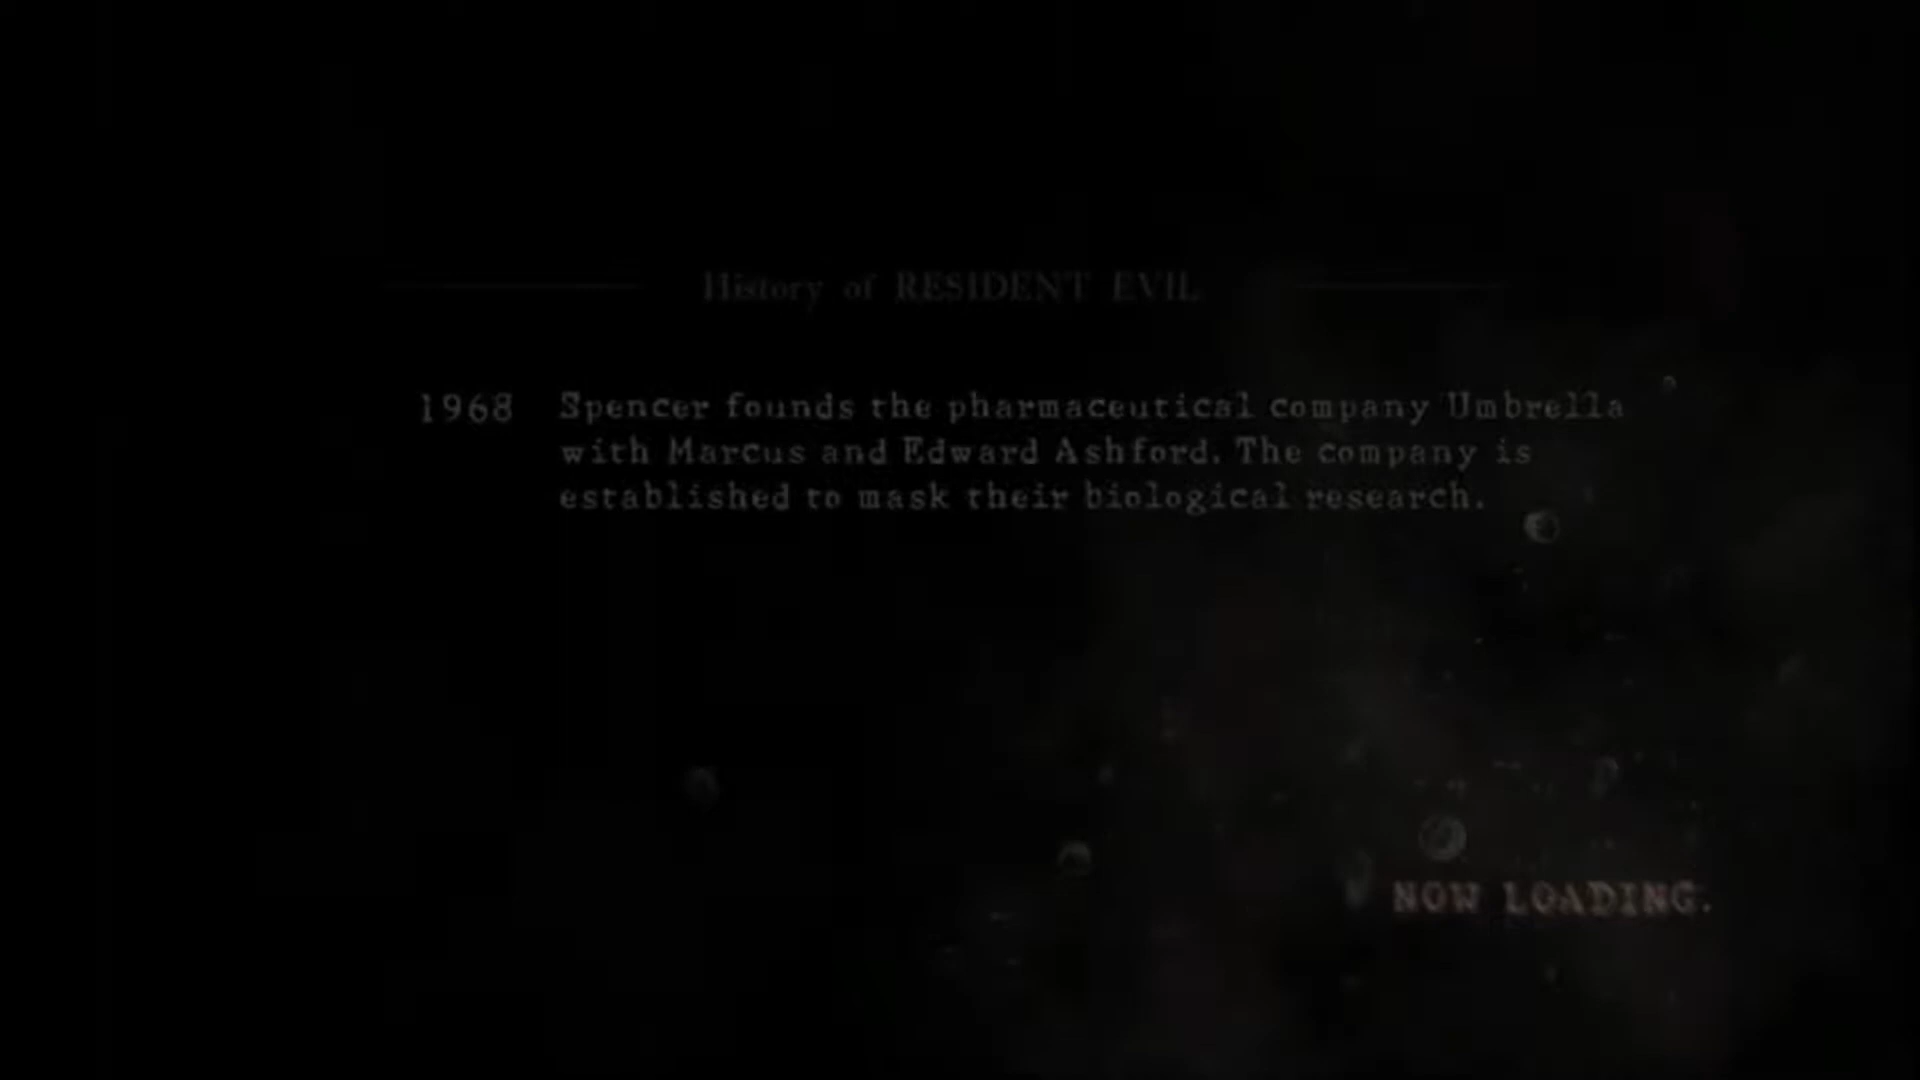 History of RESIDENT EVIL
1968 Spencer founds the pharmaceutical company Umbrella
with Marcus and Edward Ashford. The company is
established to mask their biological research.
NOW LOADING.